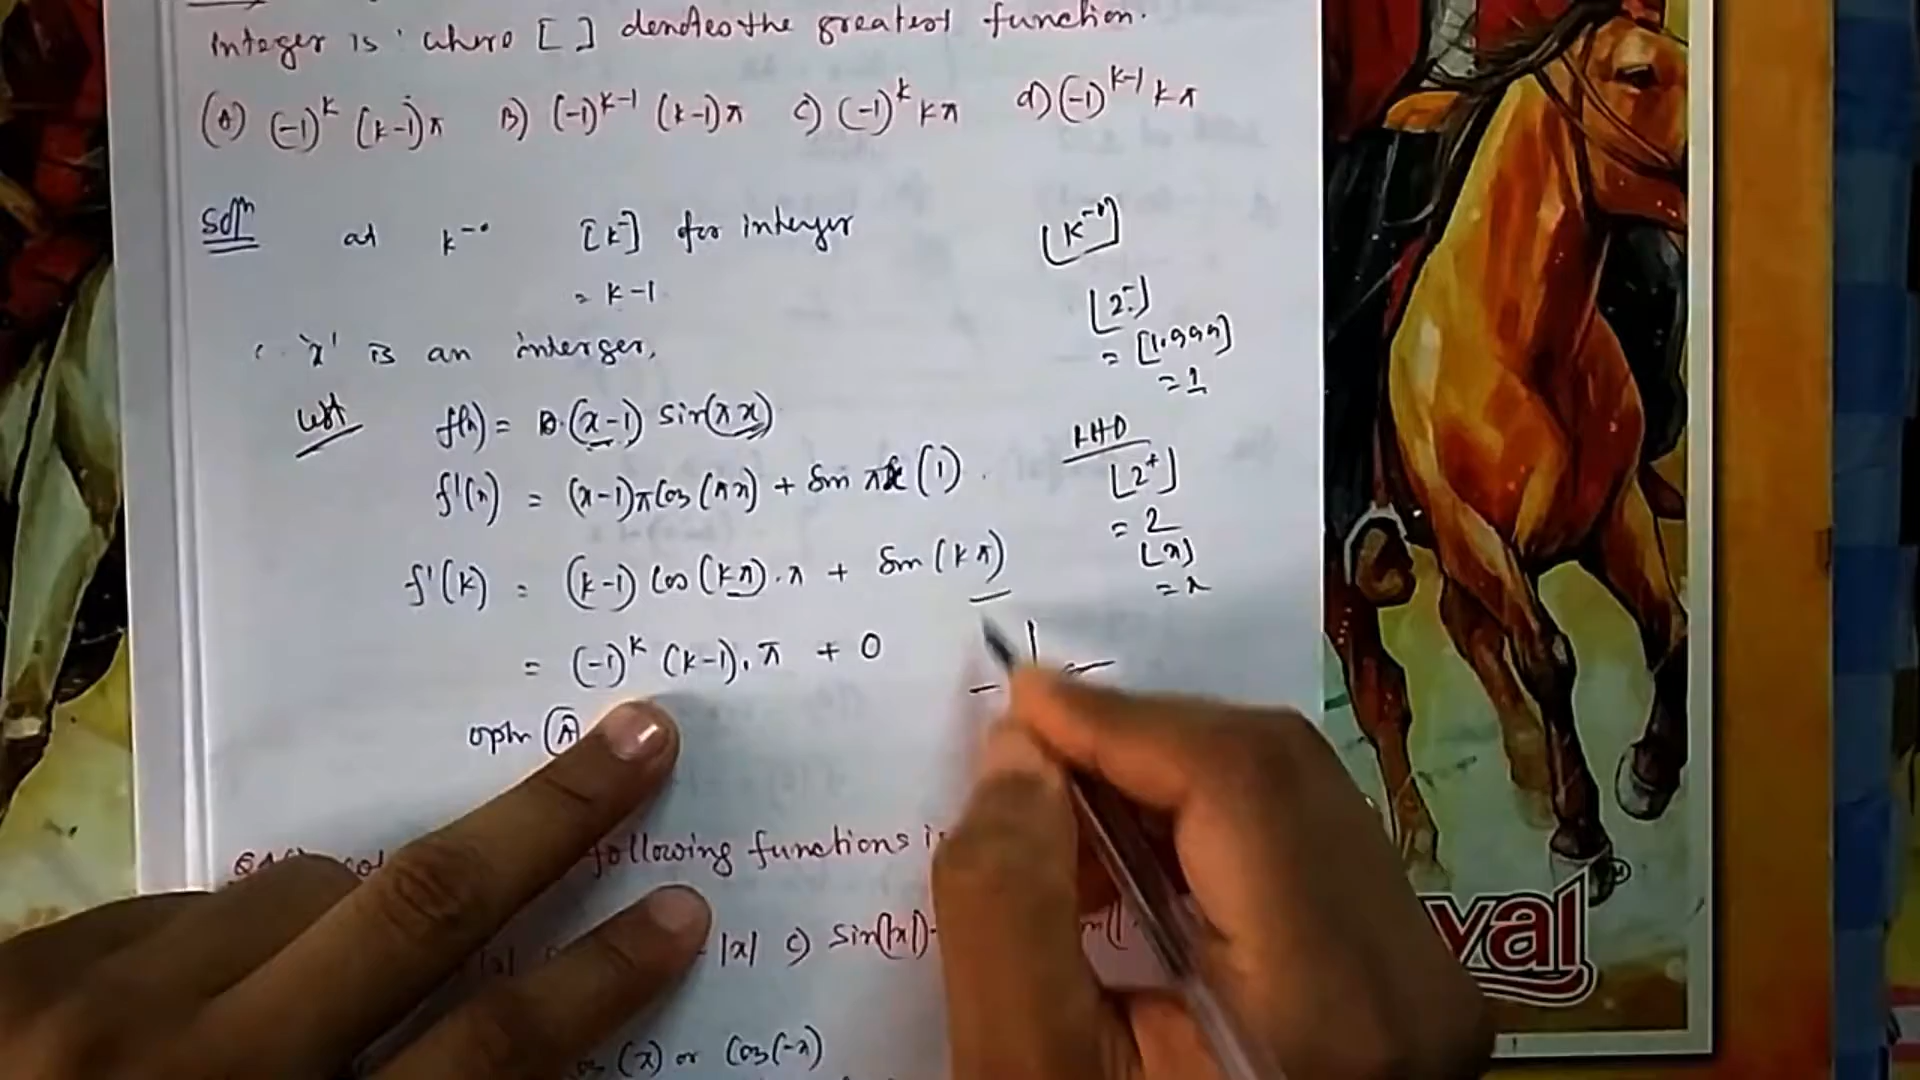 Integer is where [ ] denotes the greatest function.
(A) (-1)^k (k-1)π B) (-1)^k-1 (k-1)π C) (-1)^k kπ d) (-1)^k-1 kπ
Solⁿ at k⁻⁰ [k⁻] for integer
= k-1
'x' is an interger,
[k⁻⁰]
[2⁻]
= [1.999]
= 1
(x-1) sin(πx)
f'(x) = (x-1)π Cos(πx) + Sin πx (1).
RHD
[2⁺]
= 2
[x]
= x
f'(k) = (k-1) Cos(kπ).π + Sin(kπ)
= (-1)^k (k-1).π + 0
optn (A)
following functions i
|x| - |x| c) Sin(|x|)-
(x) or Cos(-x)
val